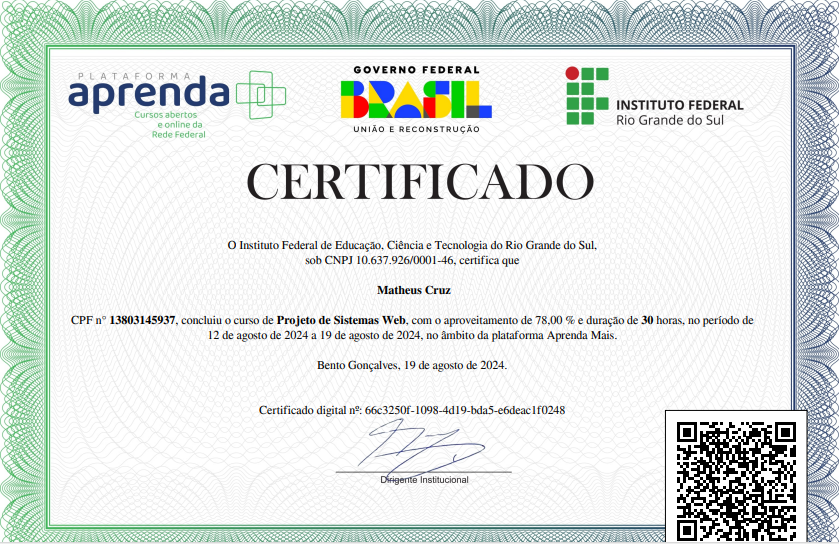 PLATAFORMA
aprenda
Cursos abertos
e online da
Rede Federal
GOVERNO FEDERAL
BRASIL
UNIÃO E RECONSTRUÇÃO
INSTITUTO FEDERAL
Rio Grande do Sul
CERTIFICADO
O Instituto Federal de Educação, Ciência e Tecnologia do Rio Grande do Sul,
sob CNPJ 10.637.926/0001-46, certifica que
Matheus Cruz
CPF n° 13803145937, concluiu o curso de Projeto de Sistemas Web, com o aproveitamento de 78,00 % e duração de 30 horas, no período de
12 de agosto de 2024 a 19 de agosto de 2024, no âmbito da plataforma Aprenda Mais.
Bento Gonçalves, 19 de agosto de 2024.
Certificado digital nº: 66c3250f-1098-4d19-bda5-e6deac1f0248
Dirigente Institucional